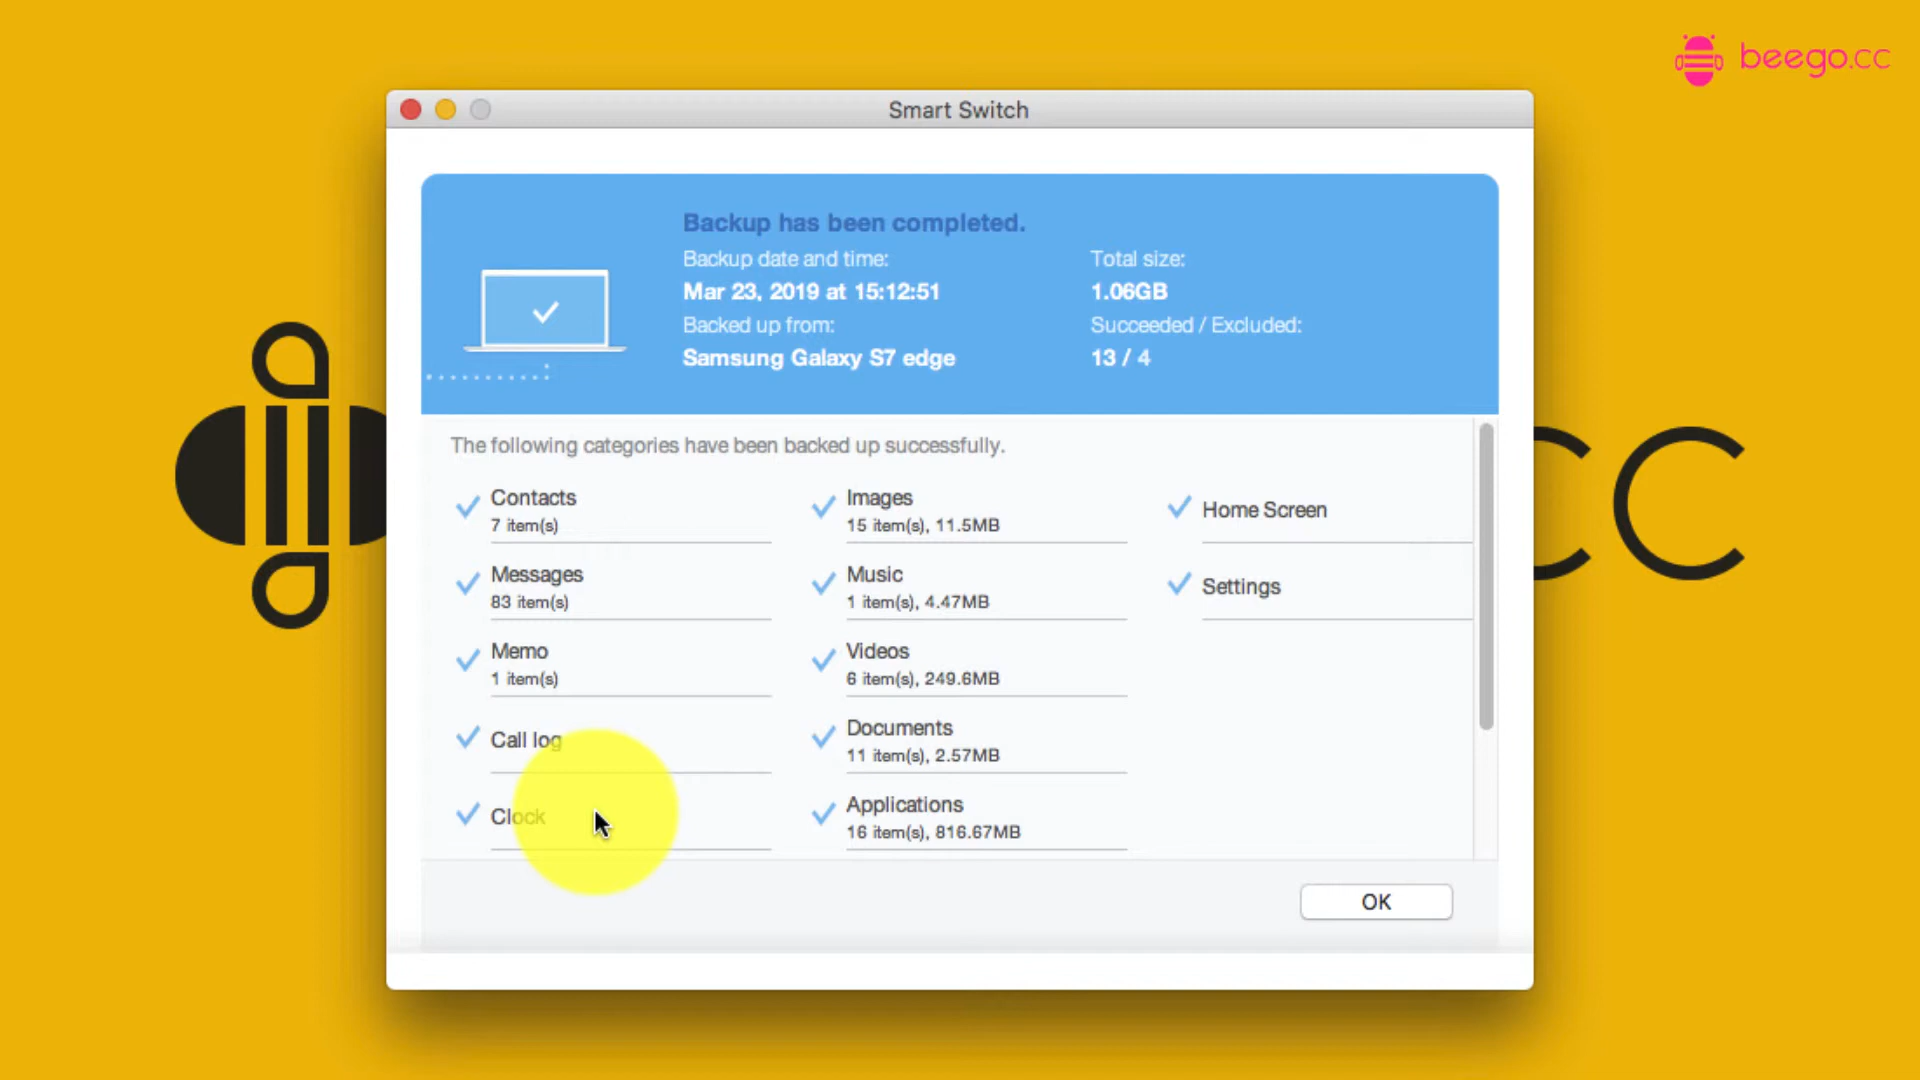 beego.cc
Smart Switch
Backup has been completed.
Backup date and time:
Mar 23, 2019 at 15:12:51
Backed up from:
Samsung Galaxy S7 edge
Total size:
1.06GB
Succeeded / Excluded:
13 / 4
The following categories have been backed up successfully.
Contacts
7 item(s)
Messages
83 item(s)
Memo
1 item(s)
Call log
Clock
Images
15 item(s), 11.5MB
Music
1 item(s), 4.47MB
Videos
6 item(s), 249.6MB
Documents
11 item(s), 2.57MB
Applications
16 item(s), 816.67MB
Home Screen
Settings
OK
cc